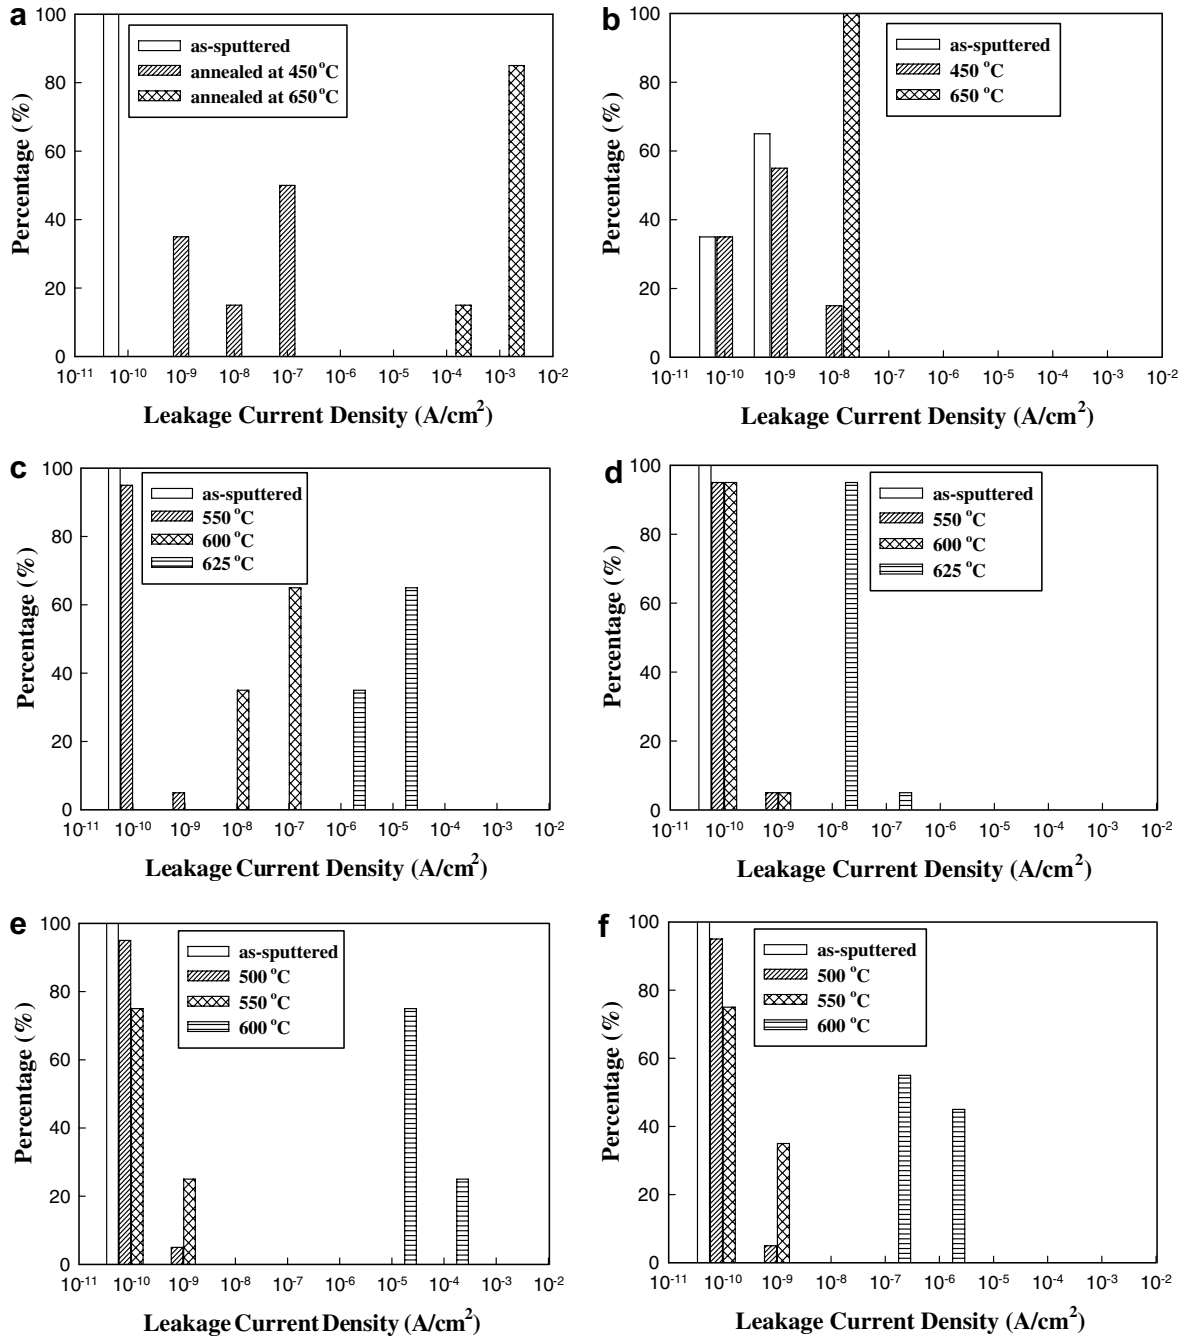 a
100
80
60
40
20
0
Percentage (%)
as-sputtered
annealed at 450°C
annealed at 650°C
10-11 10-10 10-9 10-8 10-7 10-6 10-5 10-4 10-3 10-2
Leakage Current Density (A/cm2)
b
100
80
60
40
20
0
Percentage (%)
as-sputtered
450 °C
650 °C
10-11 10-10 10-9 10-8 10-7 10-6 10-5 10-4 10-3 10-2
Leakage Current Density (A/cm2)
c
100
80
60
40
20
0
Percentage (%)
as-sputtered
550 °C
600 °C
625 °C
10-11 10-10 10-9 10-8 10-7 10-6 10-5 10-4 10-3 10-2
Leakage Current Density (A/cm2)
d
100
80
60
40
20
0
Percentage (%)
as-sputtered
550 °C
600 °C
625 °C
10-11 10-10 10-9 10-8 10-7 10-6 10-5 10-4 10-3 10-2
Leakage Current Density (A/cm2)
e
100
80
60
40
20
0
Percentage (%)
as-sputtered
500 °C
550 °C
600 °C
10-11 10-10 10-9 10-8 10-7 10-6 10-5 10-4 10-3 10-2
Leakage Current Density (A/cm2)
f
100
80
60
40
20
0
Percentage (%)
as-sputtered
500 °C
550 °C
600 °C
10-11 10-10 10-9 10-8 10-7 10-6 10-5 10-4 10-3 10-2
Leakage Current Density (A/cm2)